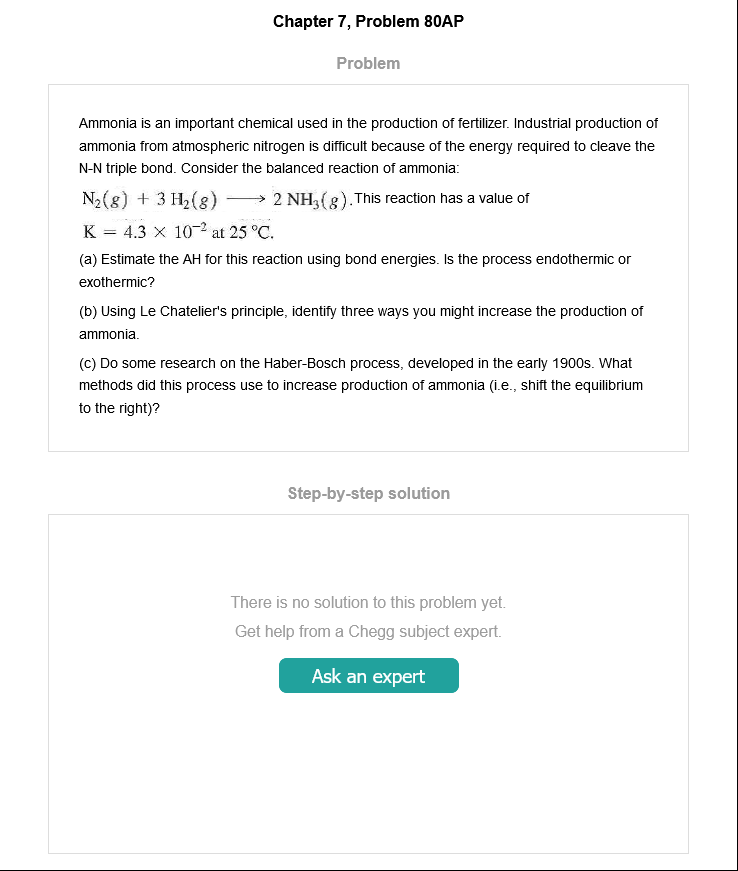 Chapter 7, Problem 80AP
Problem
Ammonia is an important chemical used in the production of fertilizer. Industrial production of
ammonia from atmospheric nitrogen is difficult because of the energy required to cleave the
N-N triple bond. Consider the balanced reaction of ammonia:
N₂(g) + 3 H₂(g) ⟶ 2 NH₃(g).This reaction has a value of
K = 4.3 × 10⁻² at 25 °C.
(a) Estimate the AH for this reaction using bond energies. Is the process endothermic or
exothermic?
(b) Using Le Chatelier's principle, identify three ways you might increase the production of
ammonia.
(c) Do some research on the Haber-Bosch process, developed in the early 1900s. What
methods did this process use to increase production of ammonia (i.e., shift the equilibrium
to the right)?
Step-by-step solution
There is no solution to this problem yet.
Get help from a Chegg subject expert.
Ask an expert